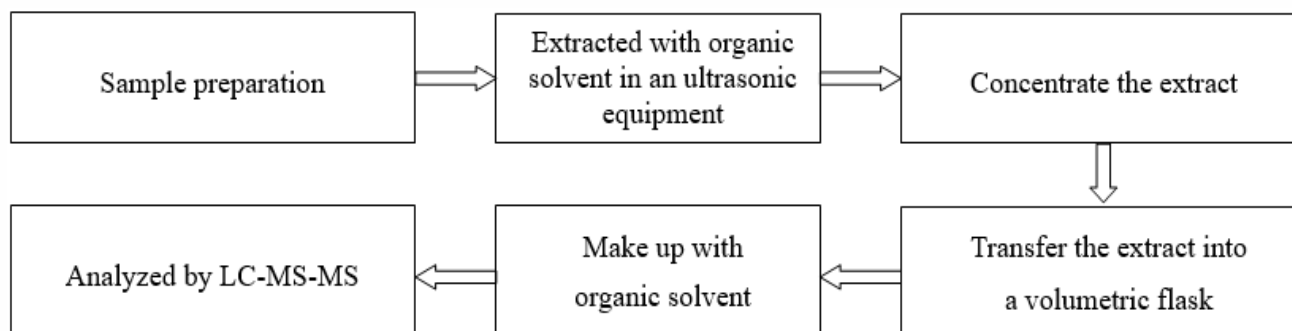 Sample preparation
Extracted with organic
solvent in an ultrasonic
equipment
Concentrate the extract
Transfer the extract into
a volumetric flask
Make up with
organic solvent
Analyzed by LC-MS-MS